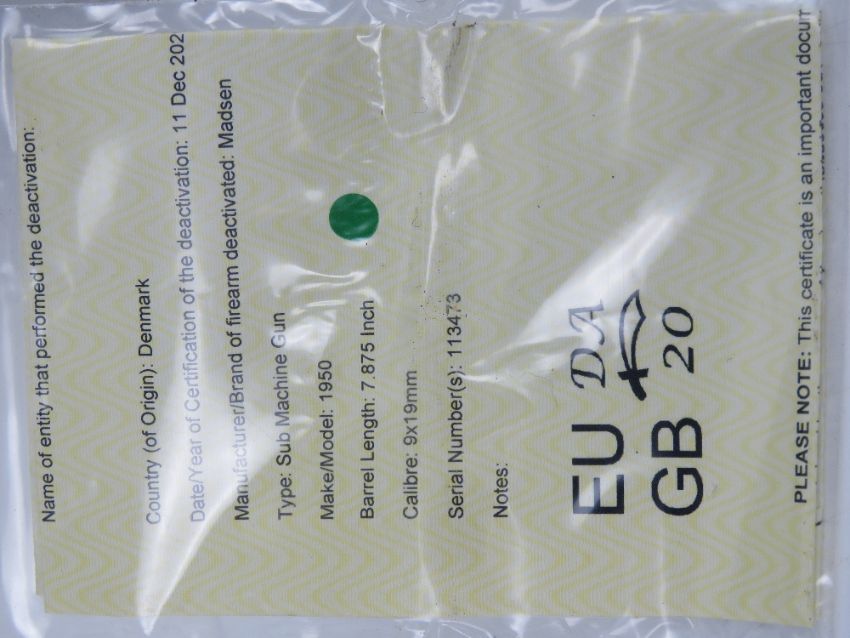 Name of entity that performed the deactivation:
Country (of Origin): Denmark
Date/Year of Certification of the deactivation: 11 Dec 202
Manufacturer/Brand of firearm deactivated: Madsen
Type: Sub Machine Gun
Make/Model: 1950
Barrel Length: 7.875 Inch
Calibre: 9x19mm
Serial Number(s): 113473
Notes:
EU DA
GB 20
PLEASE NOTE: This certificate is an important